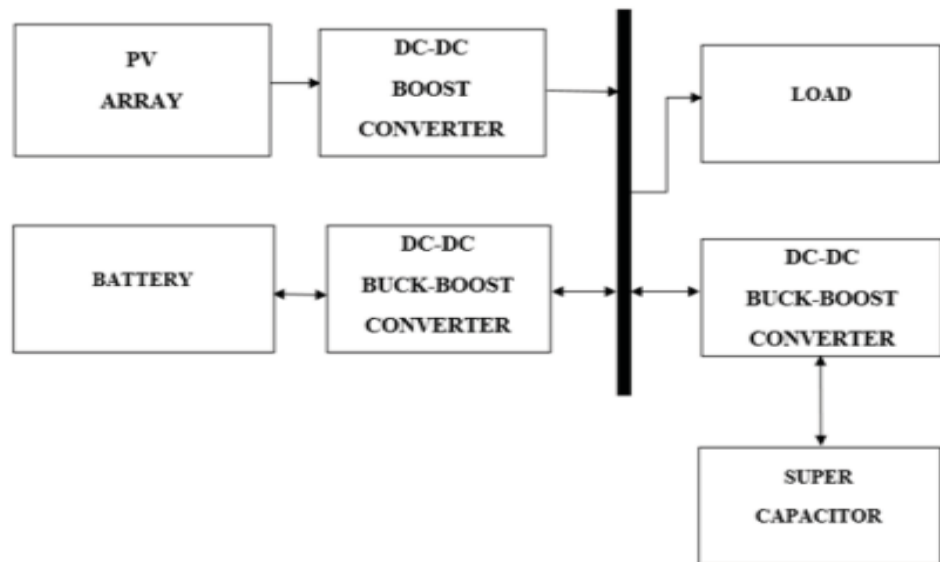 PV
ARRAY
DC-DC
BOOST
CONVERTER
LOAD
BATTERY
DC-DC
BUCK-BOOST
CONVERTER
DC-DC
BUCK-BOOST
CONVERTER
SUPER
CAPACITOR